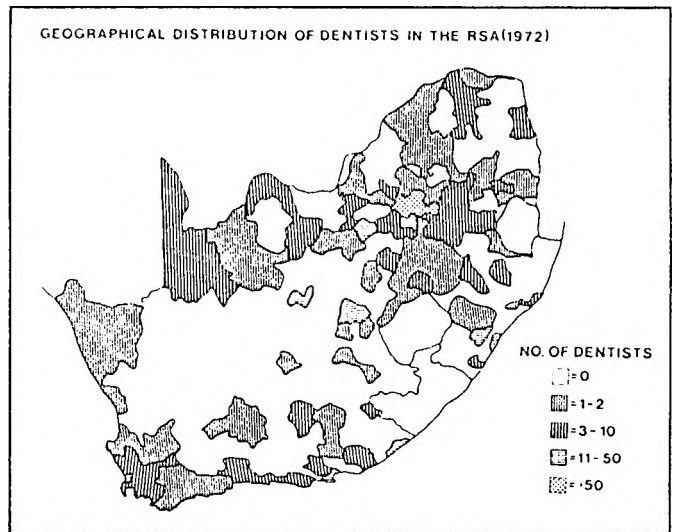 GEOGRAPHICAL DISTRIBUTION OF DENTISTS IN THE RSA(1972)
NO. OF DENTISTS
=0
=1-2
=3-10
=11-50
=·50